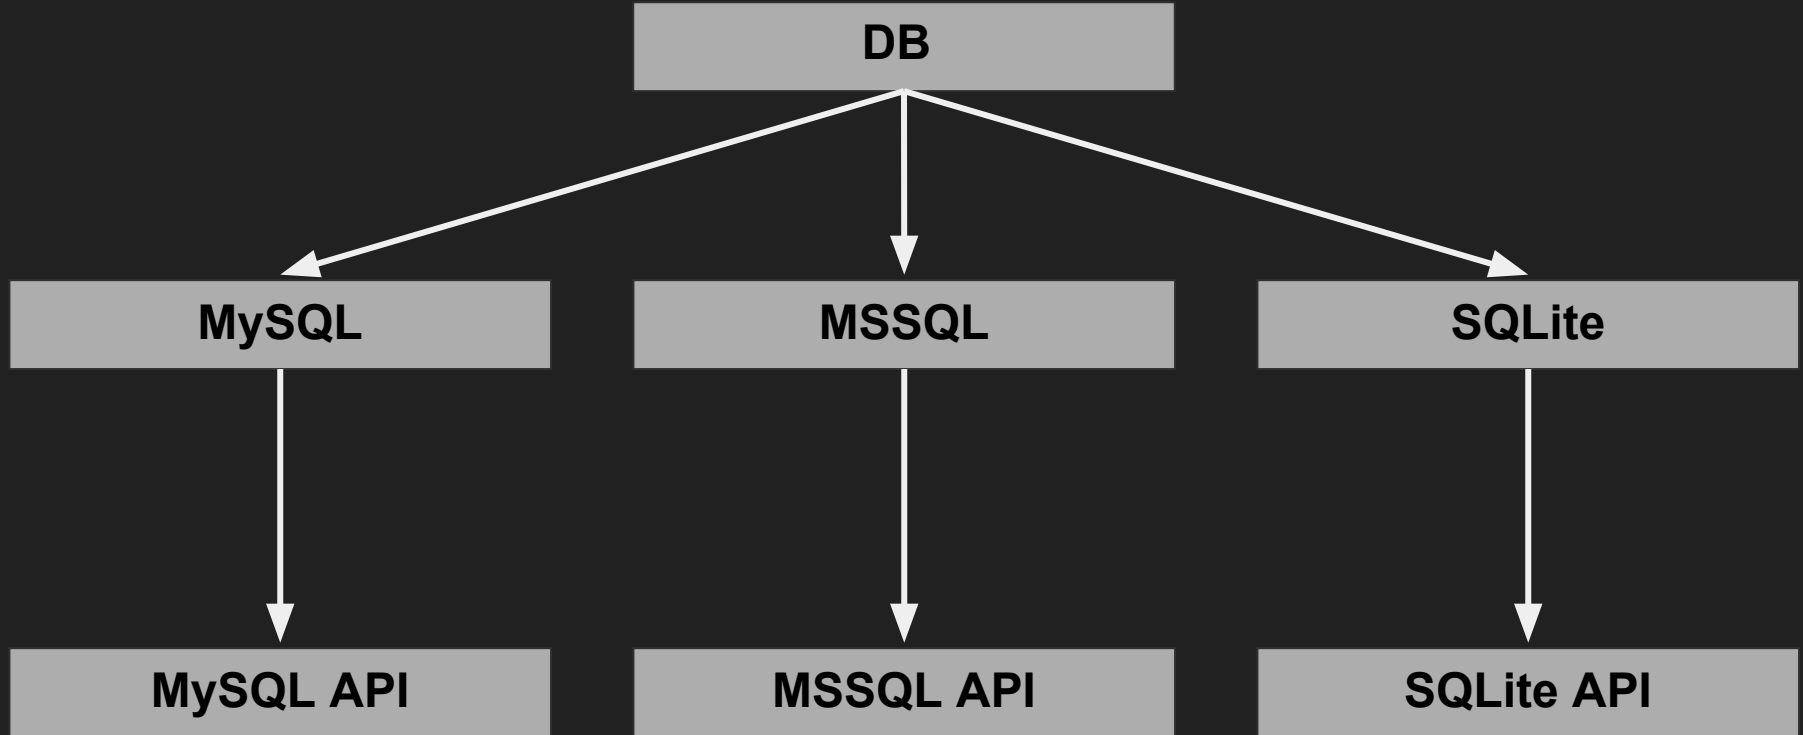 DB
MySQL
MSSQL
SQLite
MySQL API
MSSQL API
SQLite API